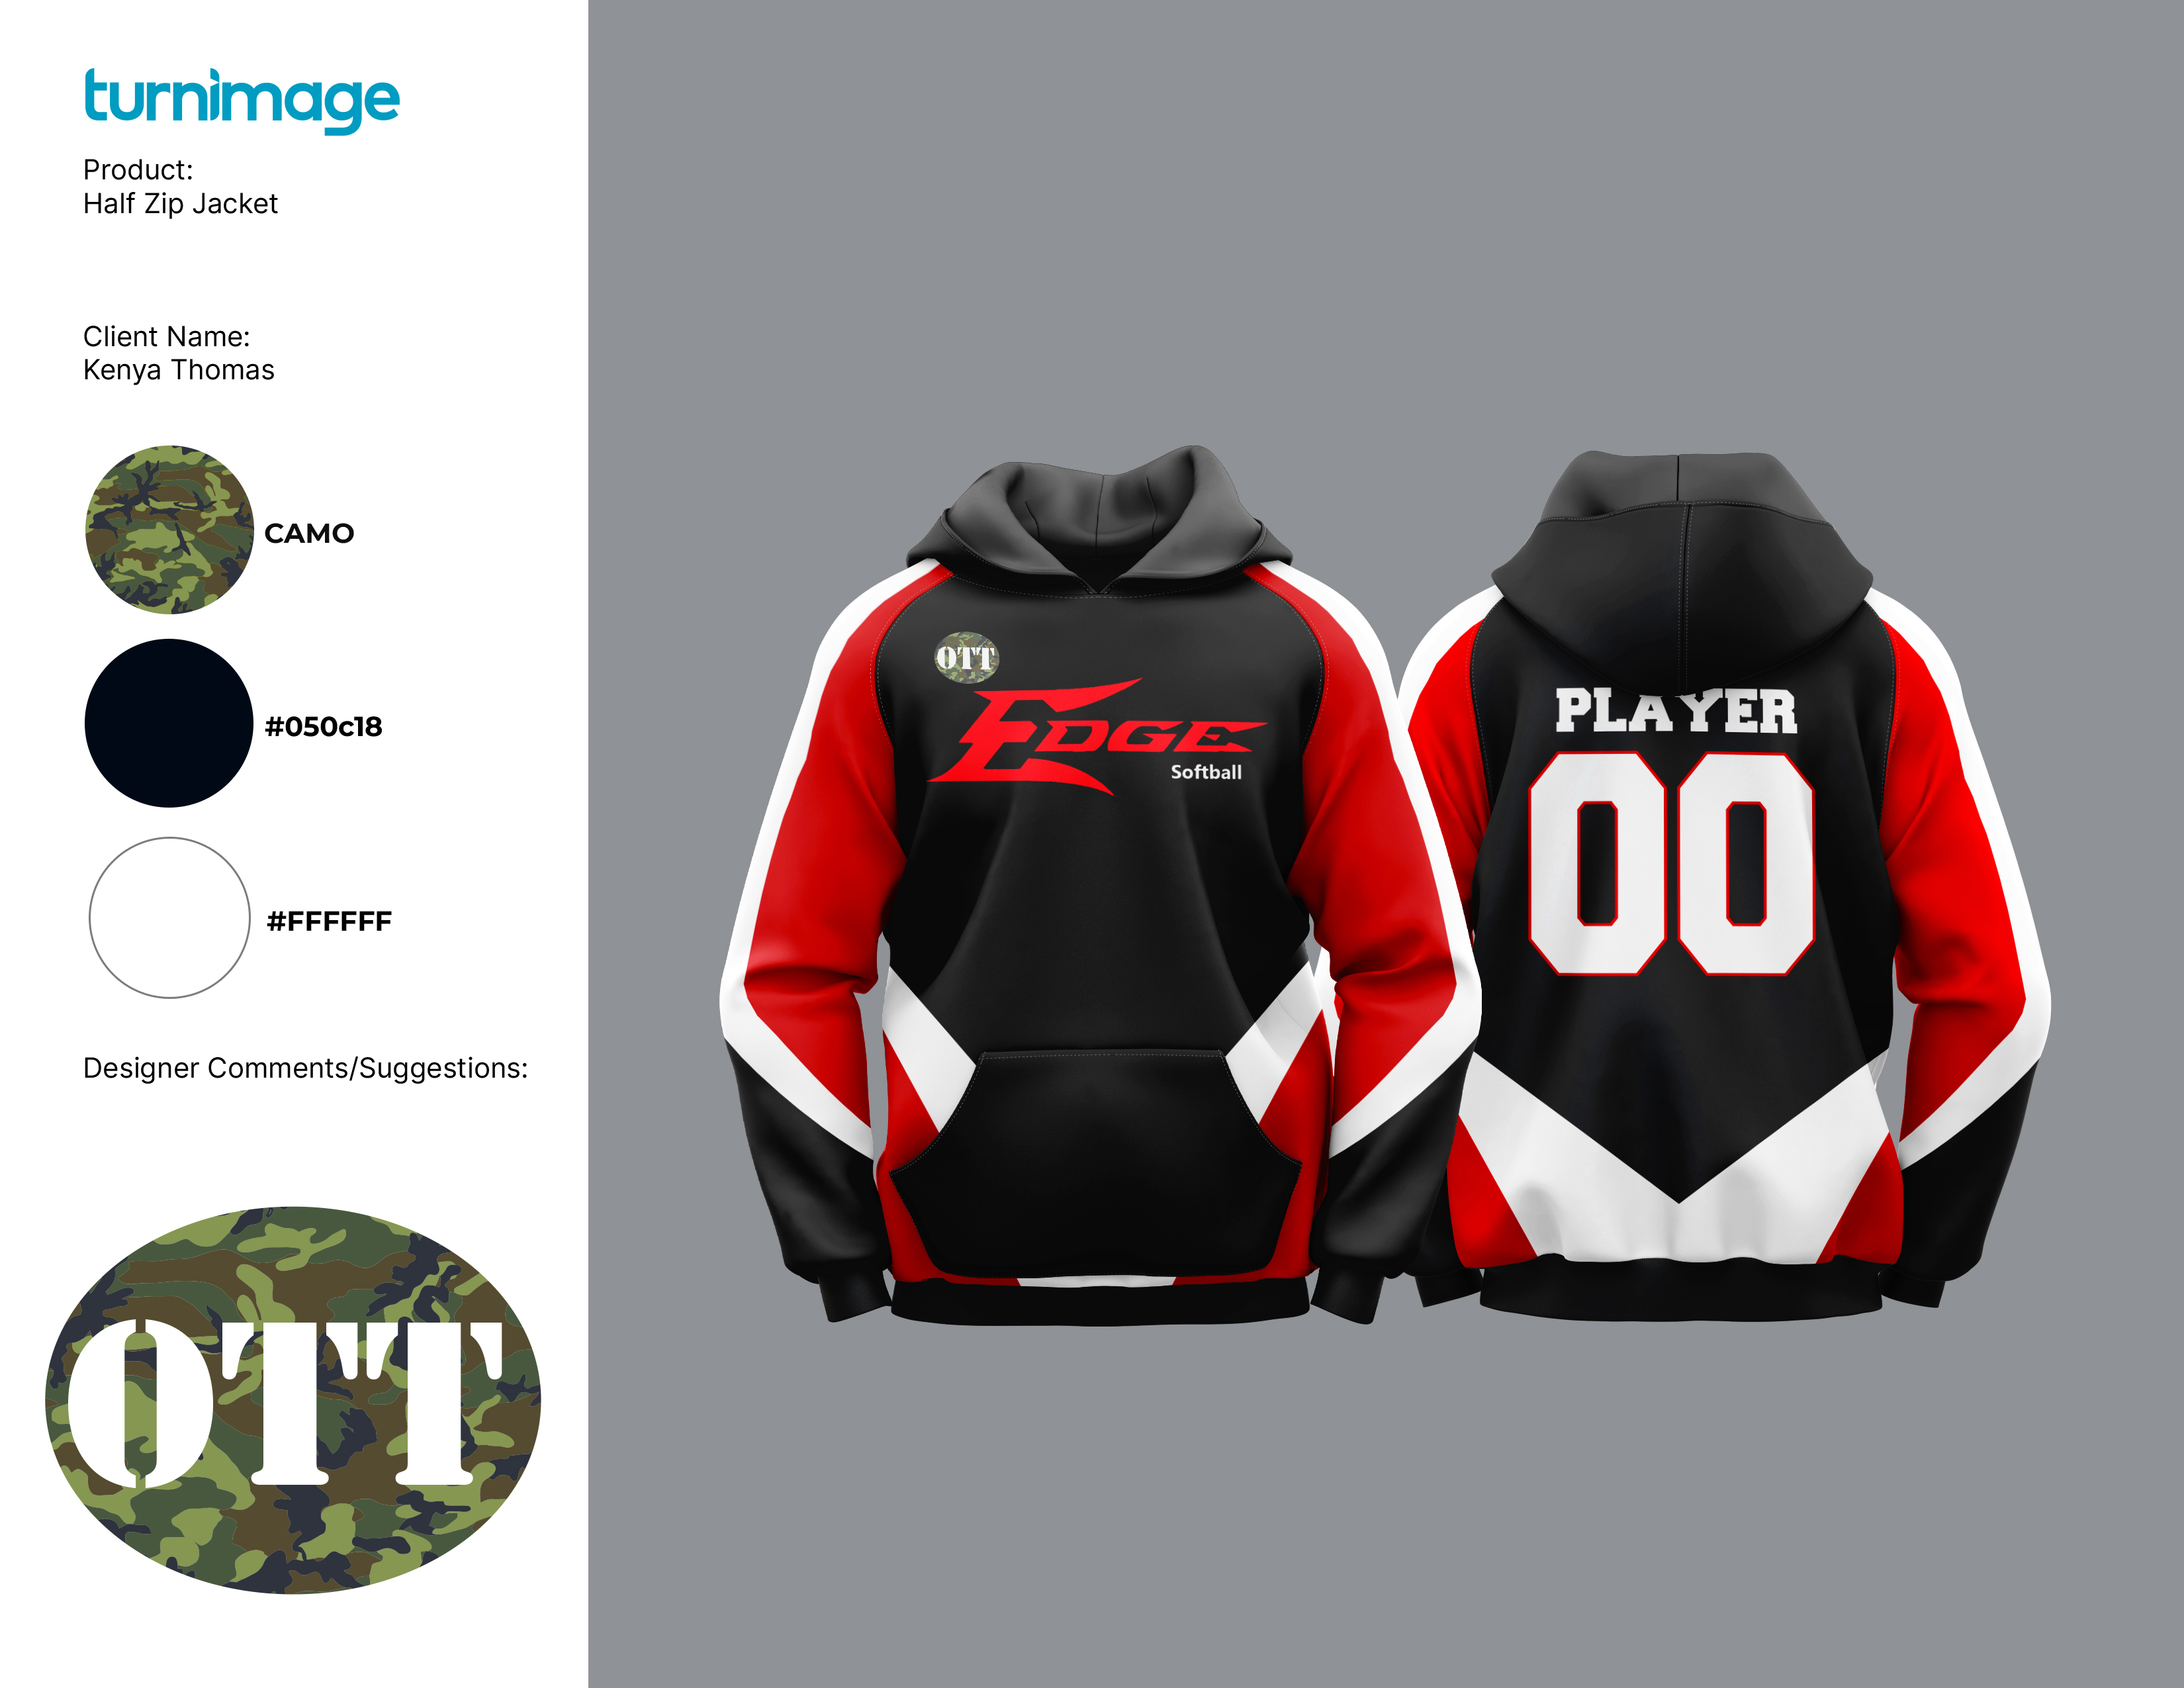 turnimage
Product:
Half Zip Jacket
Client Name:
Kenya Thomas
CAMO
#050c18
#FFFFFF
Designer Comments/Suggestions:
OTT
OTT
EDGE
Softball
PLAYER
00